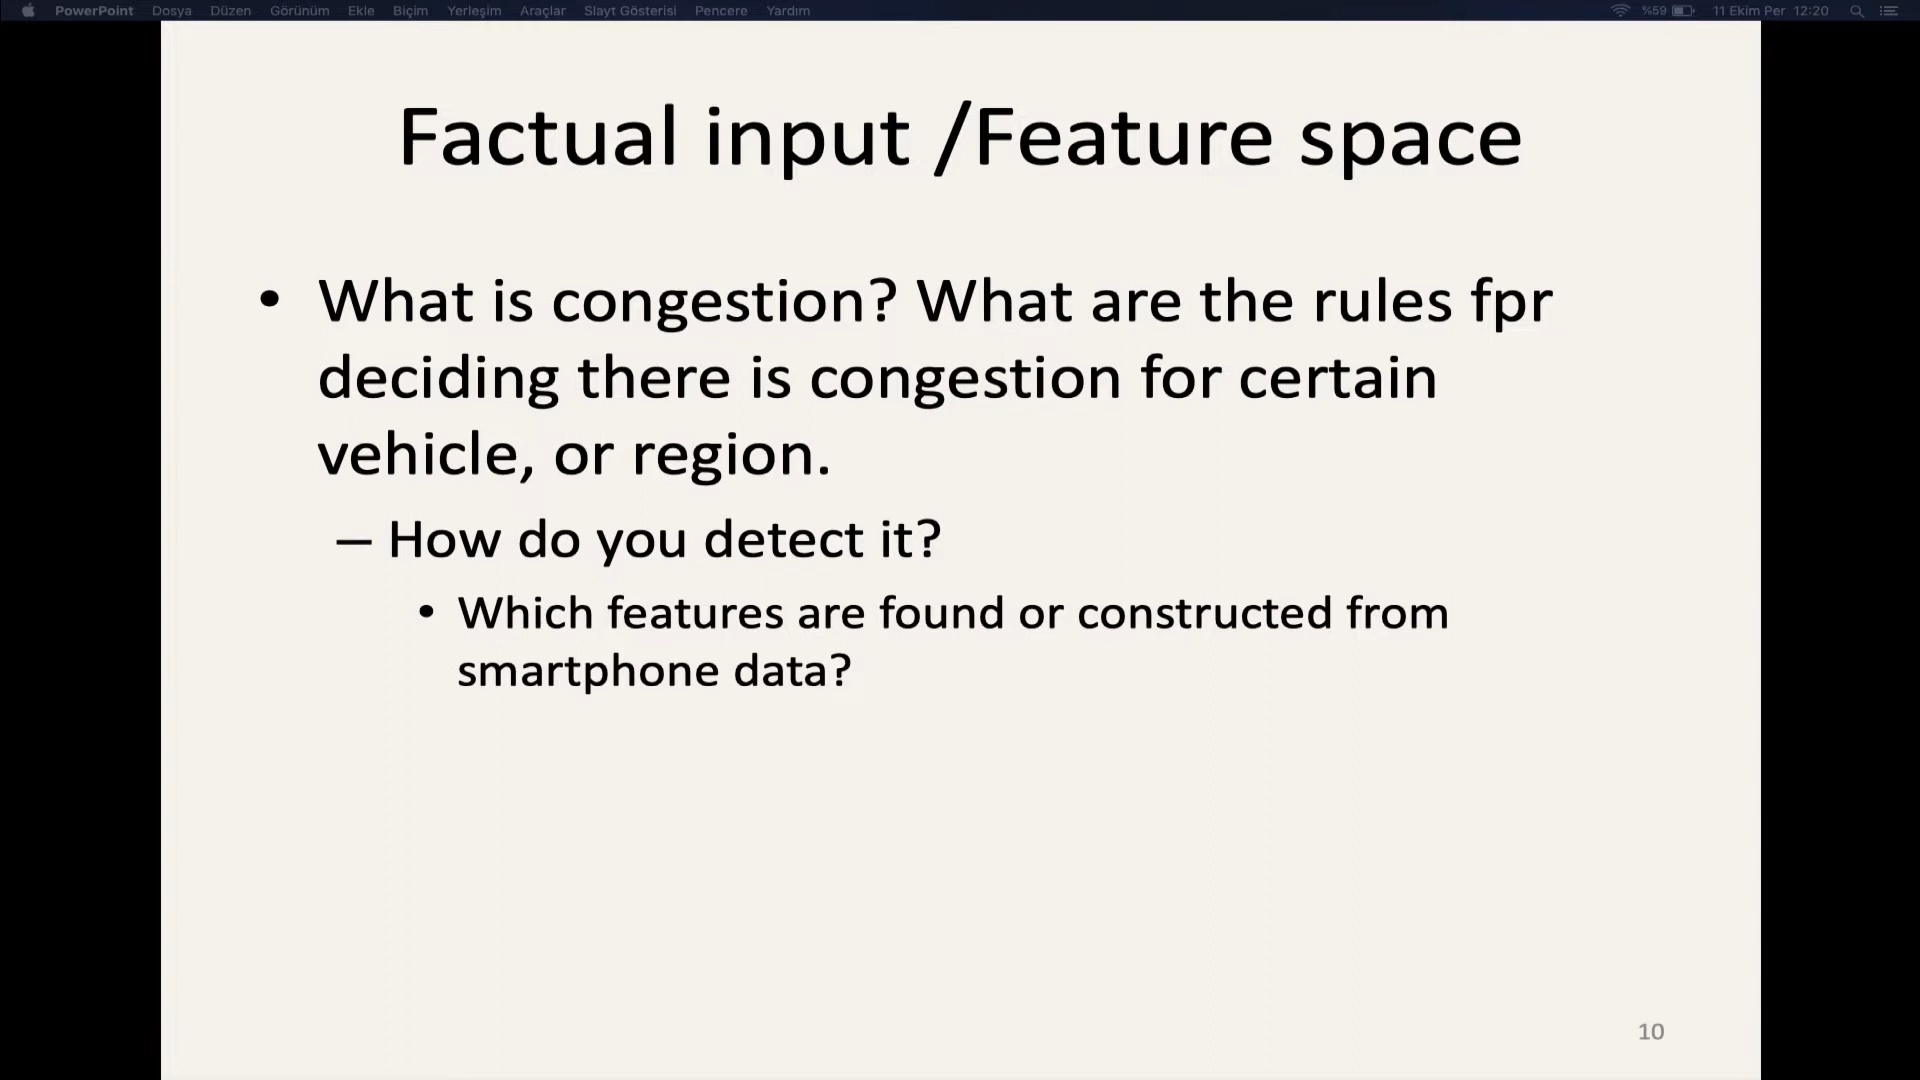 PowerPoint Dosya Düzen Görünüm Ekle Biçim Yerleşim Araçlar Slayt Gösterisi Pencere Yardım %59 11 Ekim Per 12:20
Factual input /Feature space
• What is congestion? What are the rules fpr
deciding there is congestion for certain
vehicle, or region.
– How do you detect it?
• Which features are found or constructed from
smartphone data?
10